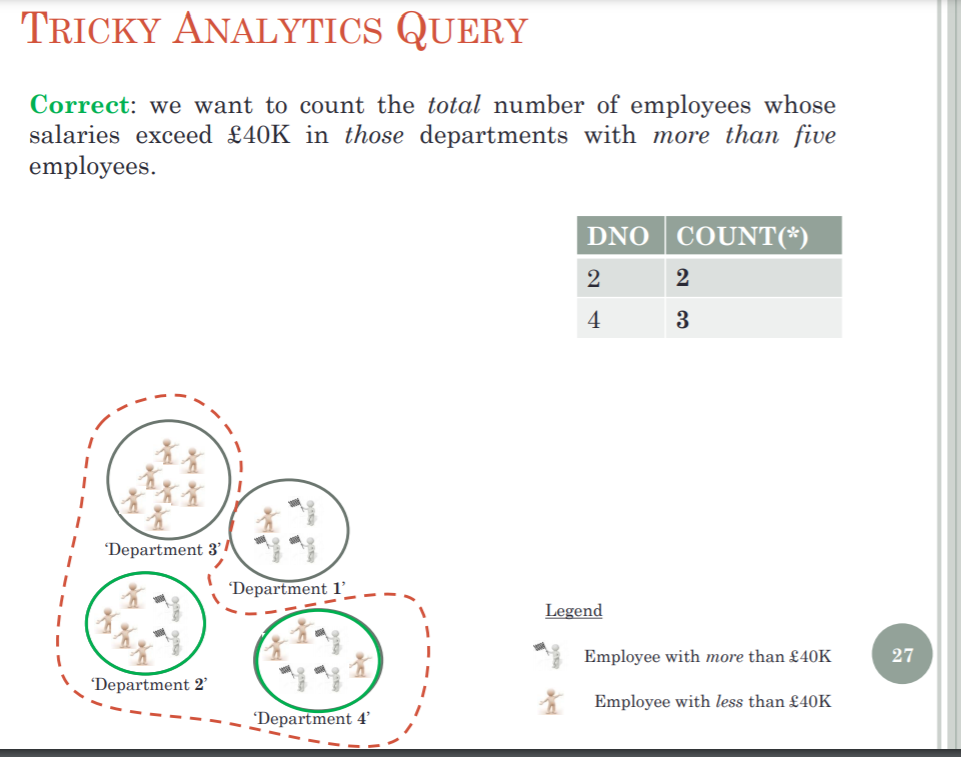 TRICKY ANALYTICS QUERY
Correct: we want to count the total number of employees whose
salaries exceed £40K in those departments with more than five
employees.
DNO COUNT(*)
2 2
4 3
‘Department 3’
‘Department 1’
‘Department 2’
‘Department 4’
Legend
Employee with more than £40K
Employee with less than £40K
27